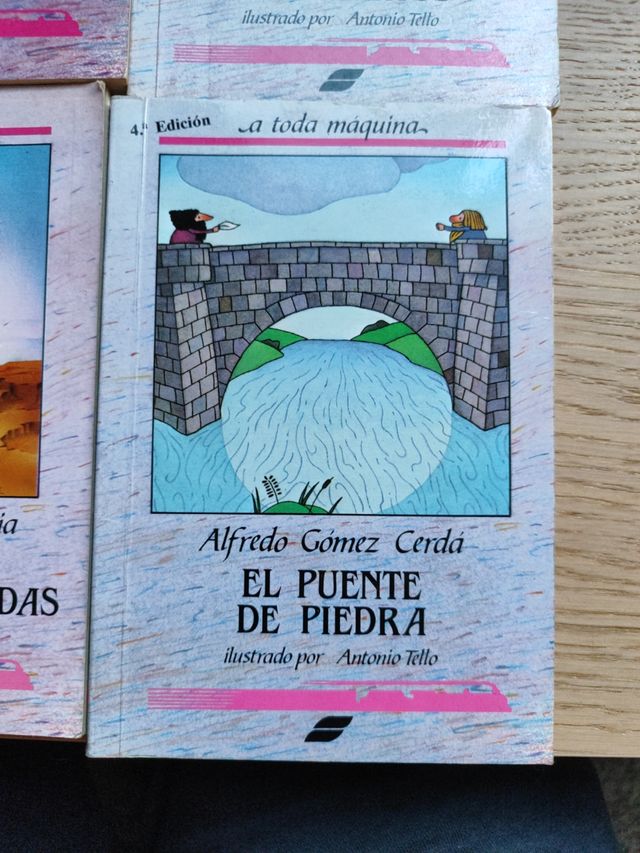 ilustrado por Antonio Tello
4.ª Edición
a toda máquina
Alfredo Gómez Cerdá
EL PUENTE
DE PIEDRA
ilustrado por Antonio Tello
ia
DAS